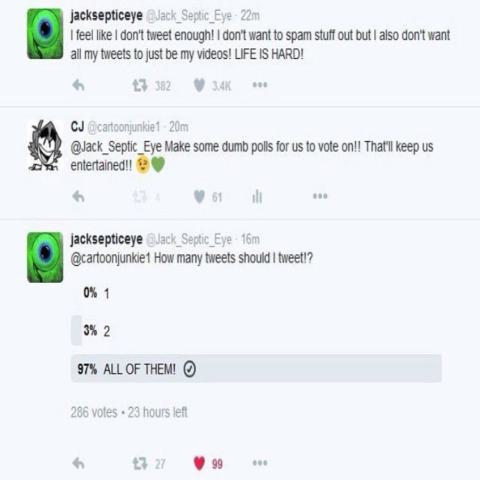 jacksepticeye @Jack_Septic_Eye · 22m
I feel like I don't tweet enough! I don't want to spam stuff out but I also don't want
all my tweets to just be my videos! LIFE IS HARD!
382 3.4K
CJ @cartoonjunkie1 · 20m
@Jack_Septic_Eye Make some dumb polls for us to vote on!! That'll keep us
entertained!! 😉💚
4 61
jacksepticeye @Jack_Septic_Eye · 16m
@cartoonjunkie1 How many tweets should I tweet!?
0% 1
3% 2
97% ALL OF THEM!
286 votes • 23 hours left
27 99